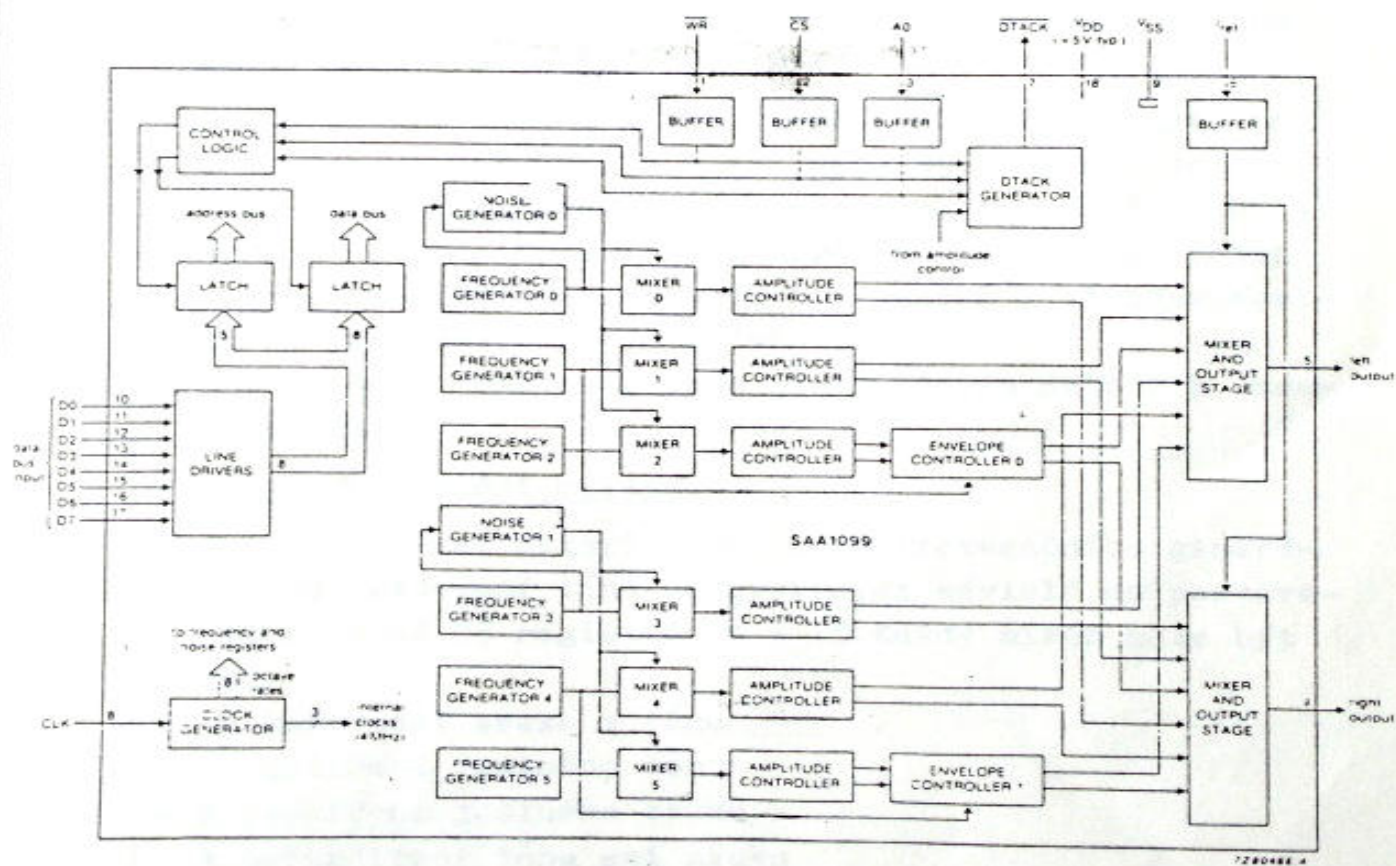 WR
CS
A0
DTACK
VDD
(= 5V typ.)
VSS
Iref
1
2
3
7
18
9
BUFFER
BUFFER
BUFFER
BUFFER
CONTROL
LOGIC
DTACK
GENERATOR
from amplitude
control
address bus
data bus
LATCH
LATCH
5
8
NOISE
GENERATOR 0
FREQUENCY
GENERATOR 0
MIXER
0
AMPLITUDE
CONTROLLER
FREQUENCY
GENERATOR 1
MIXER
1
AMPLITUDE
CONTROLLER
FREQUENCY
GENERATOR 2
MIXER
2
AMPLITUDE
CONTROLLER
ENVELOPE
CONTROLLER 0
MIXER
AND
OUTPUT
STAGE
5
left
output
data
bus
input
D0
D1
D2
D3
D4
D5
D6
D7
10
11
12
13
14
15
16
17
LINE
DRIVERS
8
NOISE
GENERATOR 1
SAA1099
FREQUENCY
GENERATOR 3
MIXER
3
AMPLITUDE
CONTROLLER
FREQUENCY
GENERATOR 4
MIXER
4
AMPLITUDE
CONTROLLER
FREQUENCY
GENERATOR 5
MIXER
5
AMPLITUDE
CONTROLLER
ENVELOPE
CONTROLLER 1
MIXER
AND
OUTPUT
STAGE
4
right
output
to frequency and
noise registers
octave
rates
CLK
8
CLOCK
GENERATOR
3
internal
clocks
(4 MHz)